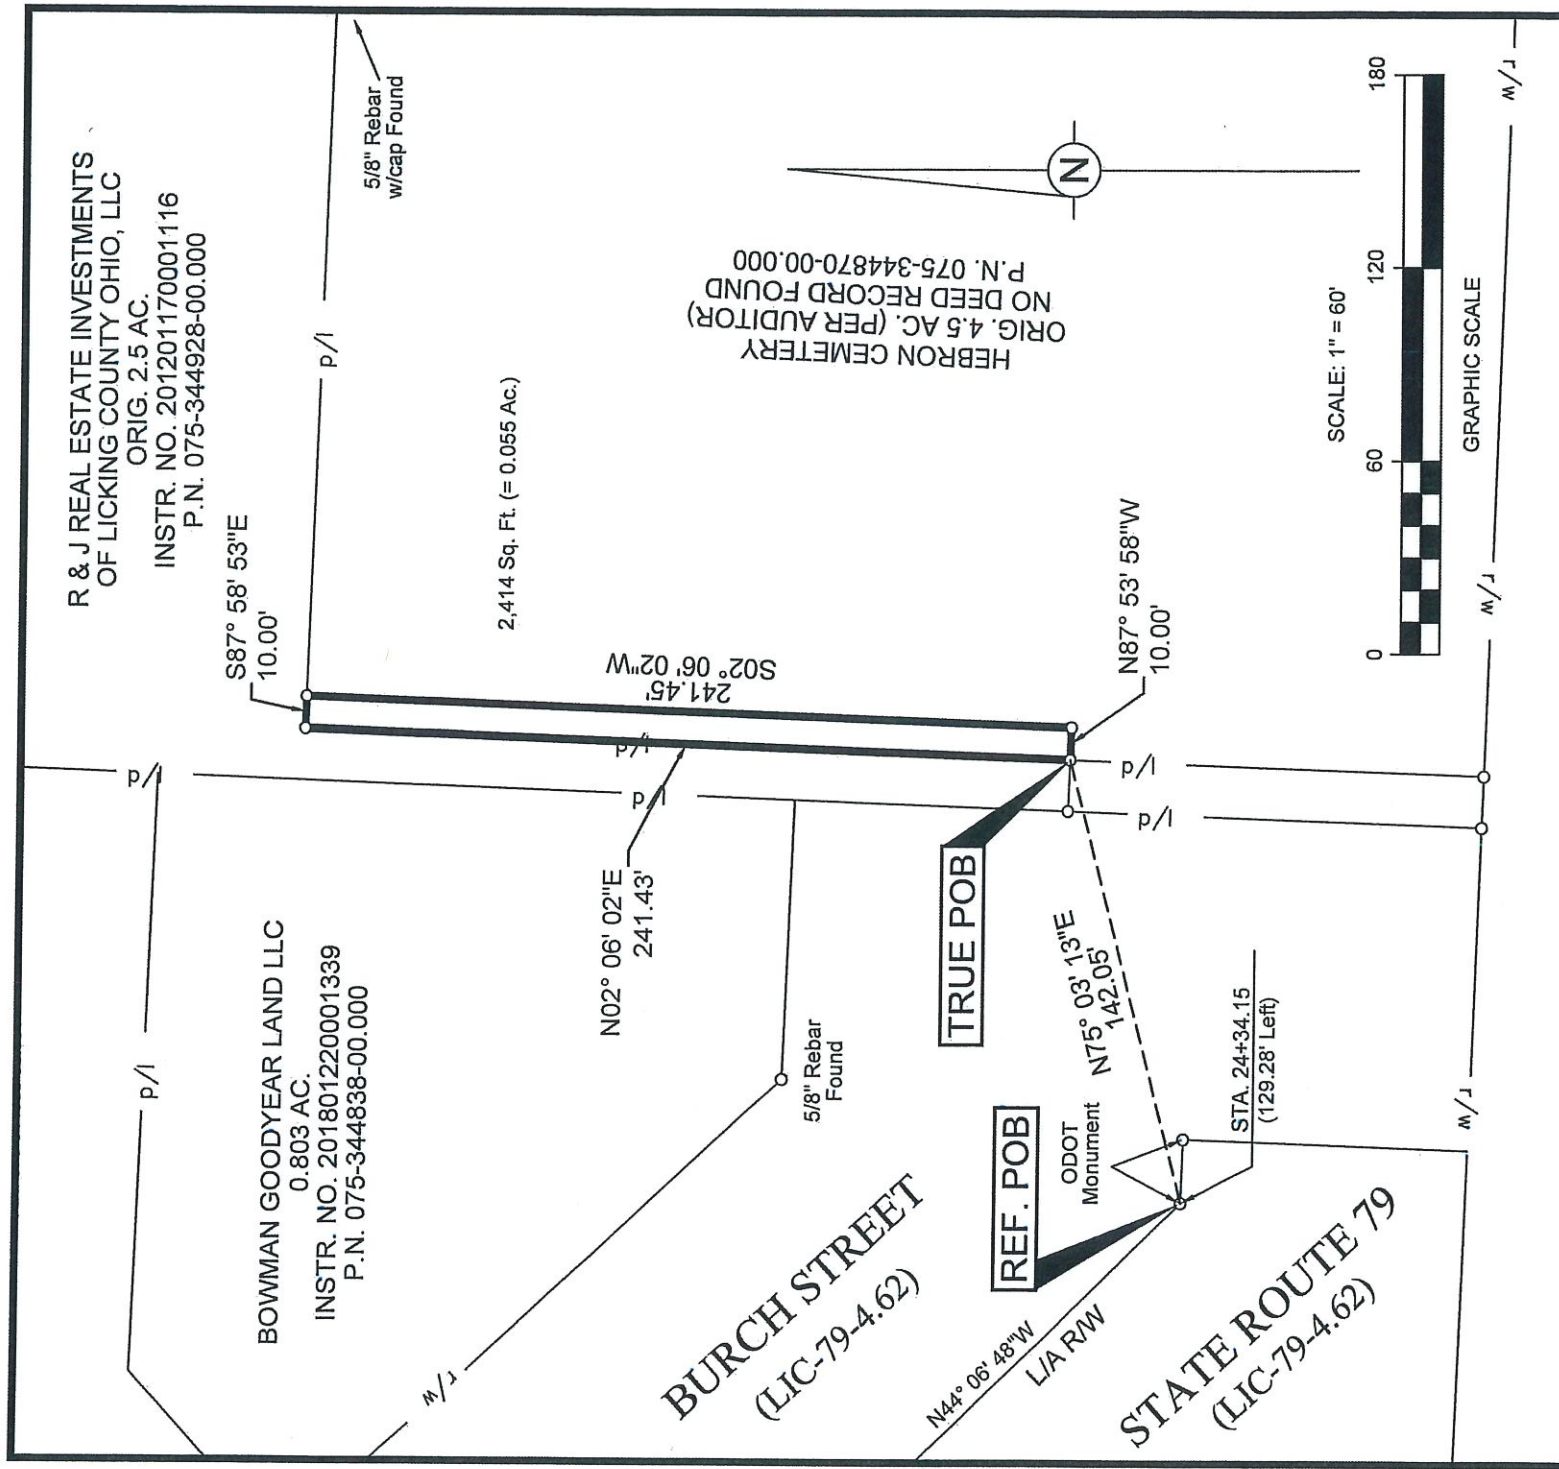 R & J REAL ESTATE INVESTMENTS
OF LICKING COUNTY OHIO, LLC
ORIG. 2.5 AC.
INSTR. NO. 201201170001116
P.N. 075-344928-00.000
5/8" Rebar
w/cap Found
p/l
S87° 58' 53"E
10.00'
2,414 Sq. Ft. (= 0.055 Ac.)
HEBRON CEMETERY
ORIG. 4.5 AC. (PER AUDITOR)
NO DEED RECORD FOUND
P.N. 075-344870-00.000
N
S02° 06' 02"W
241.45'
N87° 53' 58"W
10.00'
SCALE: 1" = 60'
0
60
120
180
GRAPHIC SCALE
r/w
r/w
p/l
p/l
p/l
p/l
p/l
p/l
BOWMAN GOODYEAR LAND LLC
0.803 AC.
INSTR. NO. 201801220001339
P.N. 075-344838-00.000
N02° 06' 02"E
241.43'
TRUE POB
5/8" Rebar
Found
N75° 03' 13"E
142.05'
REF. POB
ODOT
Monument
STA. 24+34.15
(129.28' Left)
r/w
r/w
BURCH STREET
(LIC-79-4.62)
N44° 06' 48"W
L/A R/W
STATE ROUTE 79
(LIC-79-4.62)